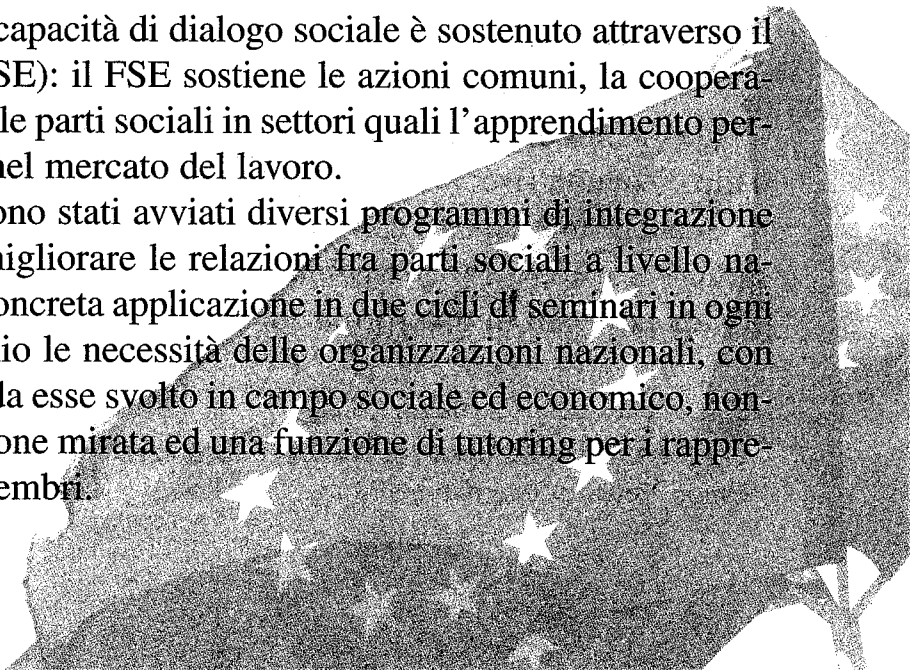 capacità di dialogo sociale è sostenuto attraverso il
SE): il FSE sostiene le azioni comuni, la coopera-
le parti sociali in settori quali l'apprendimento per-
nel mercato del lavoro.
ono stati avviati diversi programmi di integrazione
migliorare le relazioni fra parti sociali a livello na-
oncreta applicazione in due cicli di seminari in ogni
io le necessità delle organizzazioni nazionali, con
da esse svolto in campo sociale ed economico, non-
one mirata ed una funzione di tutoring per i rappre-
embri.